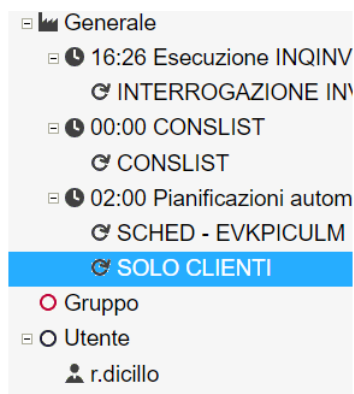 Generale
16:26 Esecuzione INQINV
INTERROGAZIONE INV
00:00 CONSLIST
CONSLIST
02:00 Pianificazioni autom
SCHED - EVKPICULM
SOLO CLIENTI
Gruppo
Utente
r.dicillo